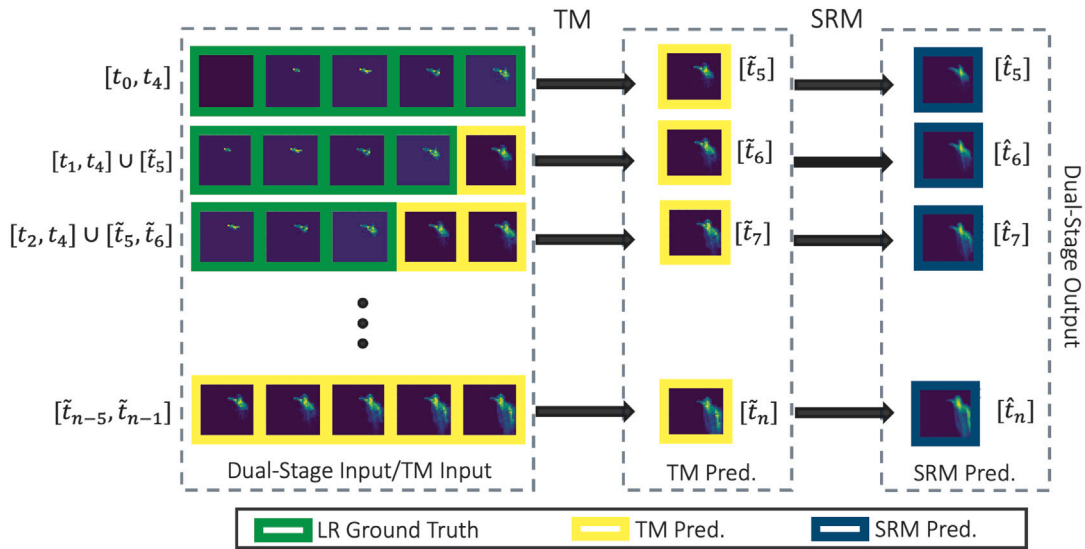 TM SRM
[t₀, t₄] [t̃₅] [t̂₅]
[t₁, t₄] ∪ [t̃₅] [t̃₆] [t̂₆]
[t₂, t₄] ∪ [t̃₅, t̃₆] [t̃₇] [t̂₇]
[t̃ₙ₋₅, t̃ₙ₋₁] [t̃ₙ] [t̂ₙ]
Dual-Stage Input/TM Input TM Pred. SRM Pred.
Dual-Stage Output
LR Ground Truth TM Pred. SRM Pred.